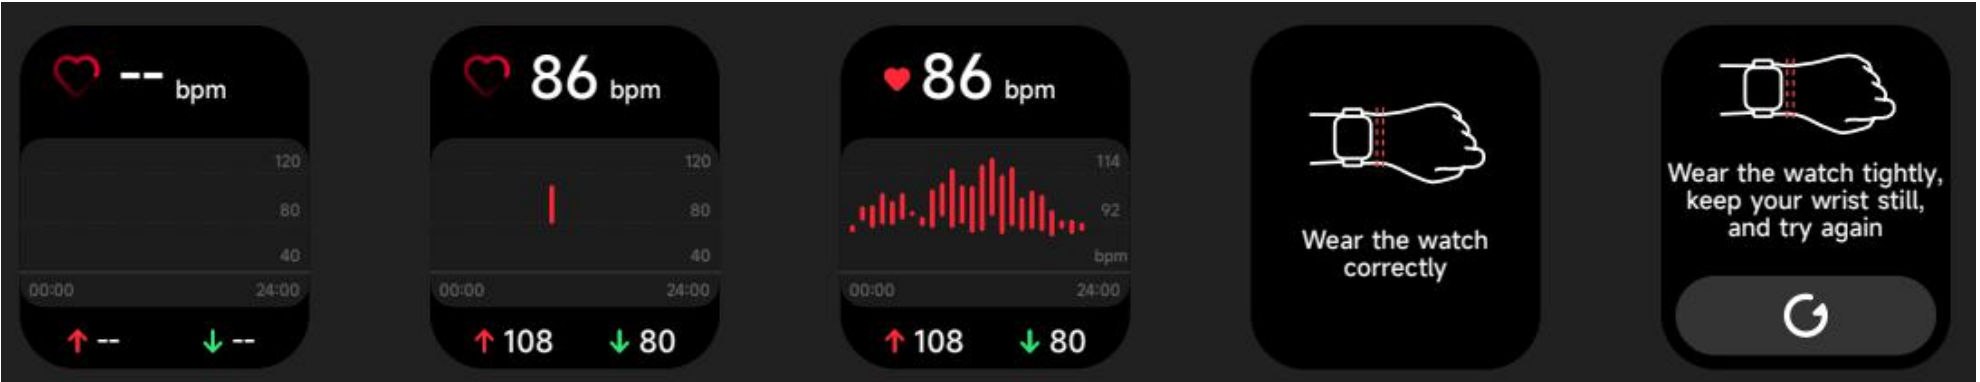 -- bpm
120
80
40
00:00 24:00
↑ -- ↓ --
86 bpm
120
80
40
00:00 24:00
↑ 108 ↓ 80
86 bpm
114
92
bpm
00:00 24:00
↑ 108 ↓ 80
Wear the watch
correctly
Wear the watch tightly,
keep your wrist still,
and try again